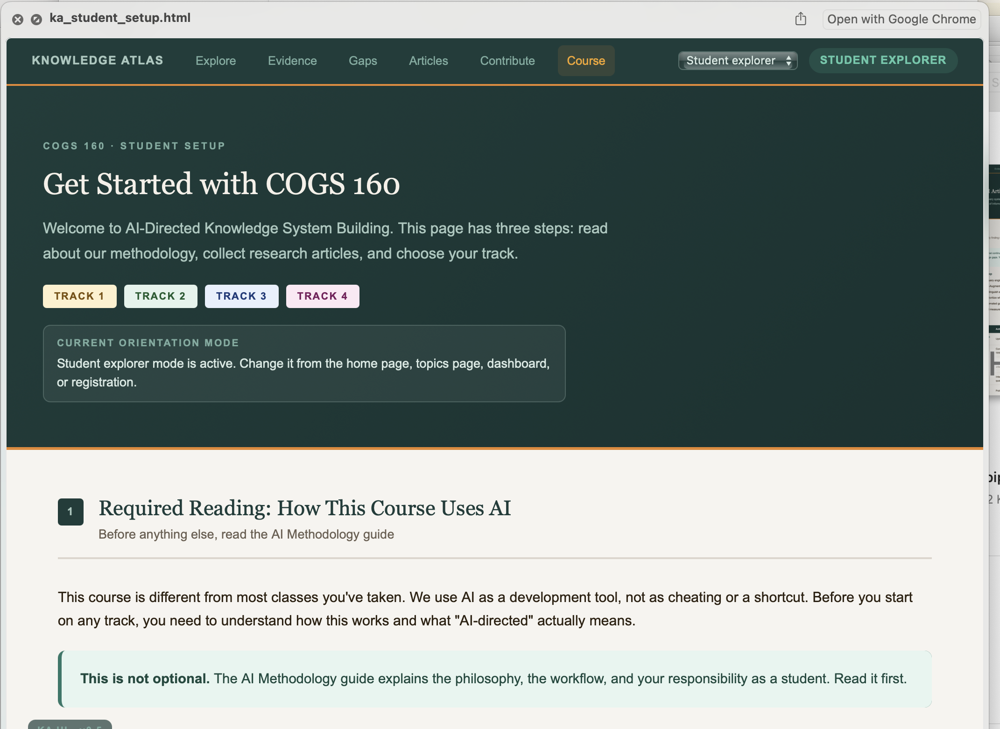 ka_student_setup.html
Open with Google Chrome
KNOWLEDGE ATLAS
Explore
Evidence
Gaps
Articles
Contribute
Course
Student explorer
STUDENT EXPLORER
COGS 160 · STUDENT SETUP
Get Started with COGS 160
Welcome to AI-Directed Knowledge System Building. This page has three steps: read
about our methodology, collect research articles, and choose your track.
TRACK 1
TRACK 2
TRACK 3
TRACK 4
CURRENT ORIENTATION MODE
Student explorer mode is active. Change it from the home page, topics page, dashboard,
or registration.
1
Required Reading: How This Course Uses AI
Before anything else, read the AI Methodology guide
This course is different from most classes you've taken. We use AI as a development tool, not as cheating or a shortcut. Before you start
on any track, you need to understand how this works and what "AI-directed" actually means.
This is not optional. The AI Methodology guide explains the philosophy, the workflow, and your responsibility as a student. Read it first.